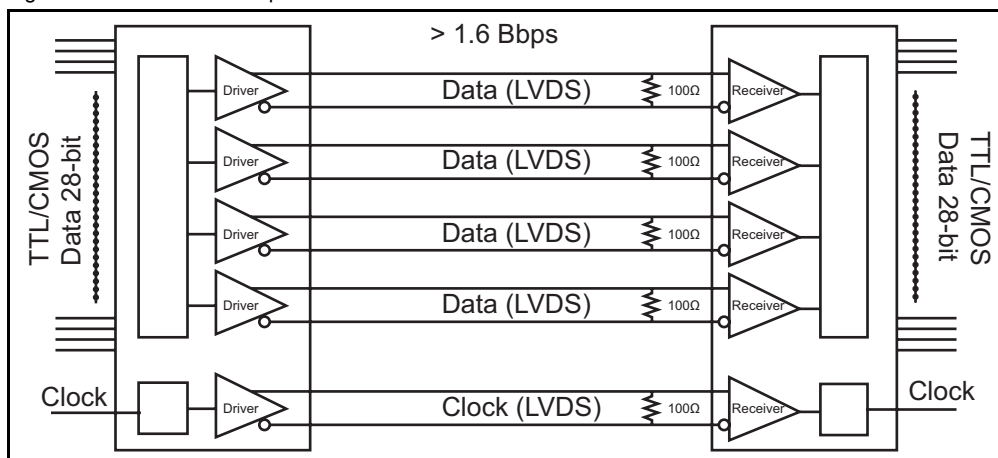 > 1.6 Bbps
TTL/CMOS
Data 28-bit
Driver
Data (LVDS)
100Ω
Receiver
Driver
Data (LVDS)
100Ω
Receiver
Driver
Data (LVDS)
100Ω
Receiver
Driver
Data (LVDS)
100Ω
Receiver
TTL/CMOS
Data 28-bit
Clock
Driver
Clock (LVDS)
100Ω
Receiver
Clock